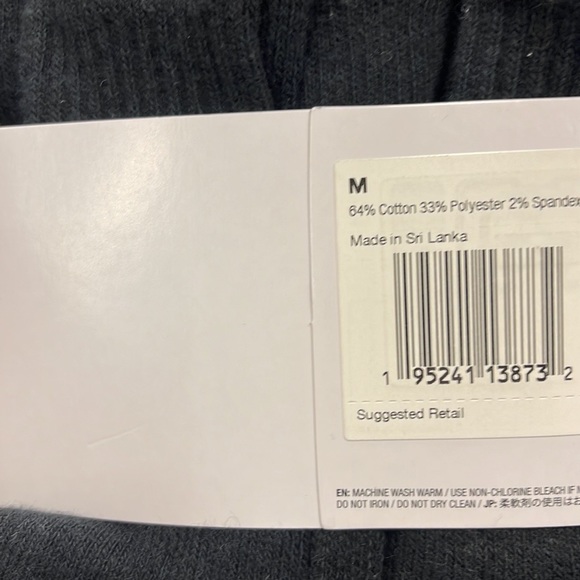 M
64% Cotton 33% Polyester 2% Spandex
Made in Sri Lanka
1 95241 13873 2
Suggested Retail
EN: MACHINE WASH WARM / USE NON-CHLORINE BLEACH IF
DO NOT IRON / DO NOT DRY CLEAN / JP: 柔軟剤の使用はお